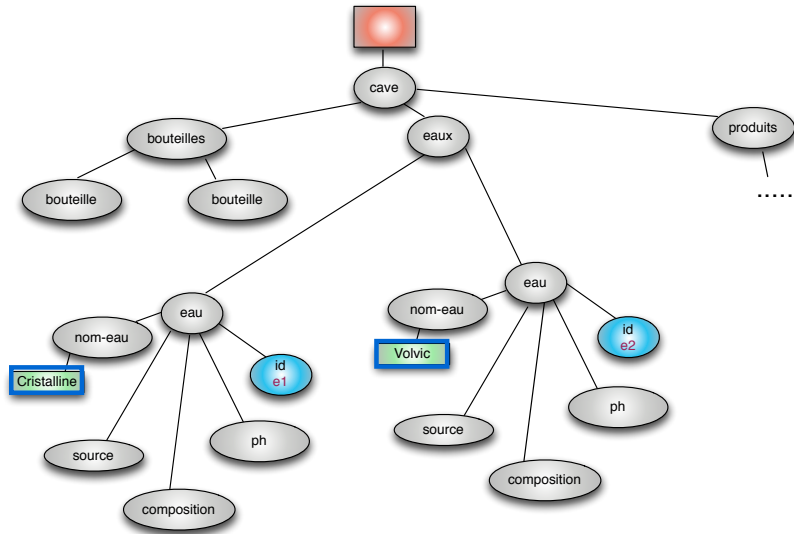 cave
bouteilles
eaux
produits
bouteille
bouteille
.....
eau
eau
nom-eau
nom-eau
Cristalline
Volvic
id
e1
id
e2
source
ph
composition
source
ph
composition